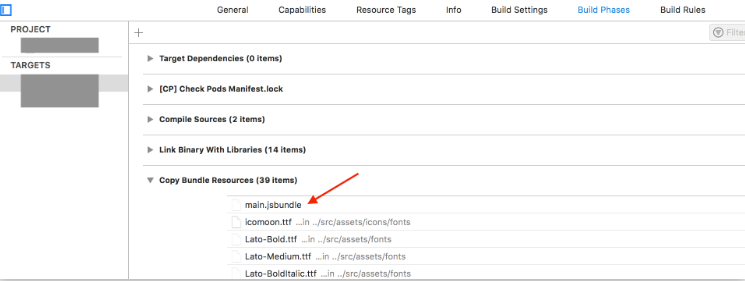 General Capabilities Resource Tags Info Build Settings Build Phases Build Rules
PROJECT
+ Filter
TARGETS
Target Dependencies (0 items)
[CP] Check Pods Manifest.lock
Compile Sources (2 items)
Link Binary With Libraries (14 items)
Copy Bundle Resources (39 items)
main.jsbundle
icomoon.ttf ...in ../src/assets/icons/fonts
Lato-Bold.ttf ...in ../src/assets/fonts
Lato-Medium.ttf ...in ../src/assets/fonts
Lato-BoldItalic.ttf ...in ../src/assets/fonts